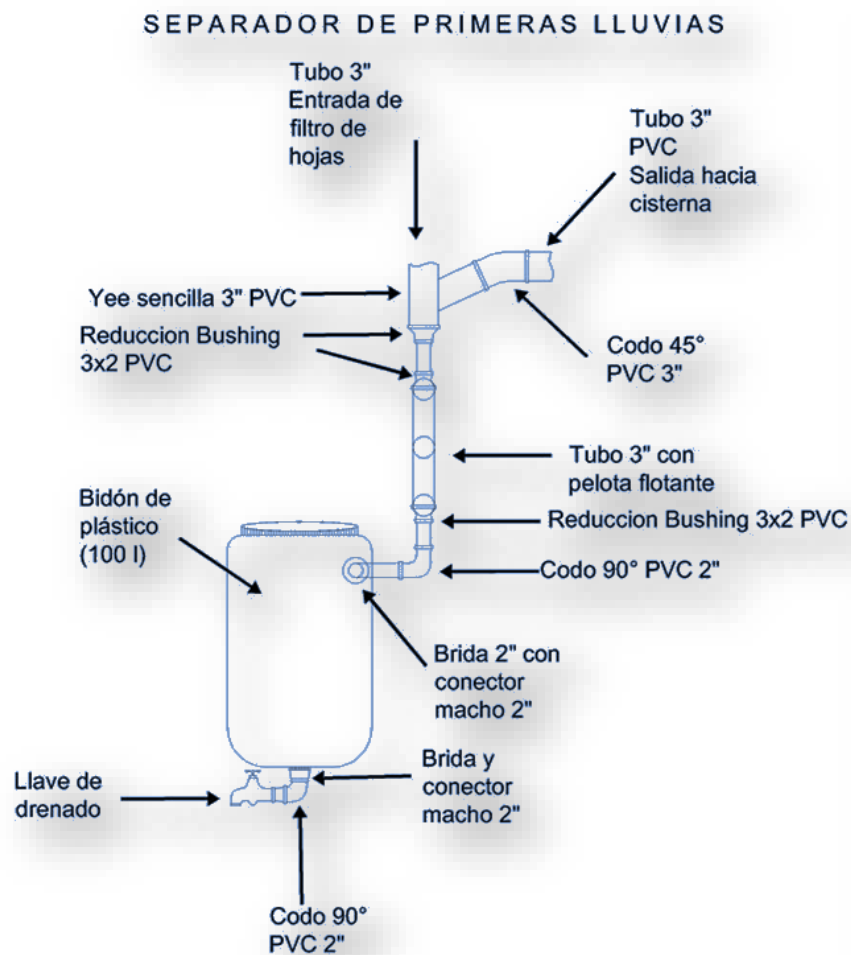 SEPARADOR DE PRIMERAS LLUVIAS
Tubo 3"
Entrada de
filtro de
hojas
Tubo 3"
PVC
Salida hacia
cisterna
Yee sencilla 3" PVC
Reduccion Bushing
3x2 PVC
Codo 45°
PVC 3"
Tubo 3" con
pelota flotante
Bidón de
plástico
(100 l)
Reduccion Bushing 3x2 PVC
Codo 90° PVC 2"
Brida 2" con
conector
macho 2"
Brida y
conector
macho 2"
Llave de
drenado
Codo 90°
PVC 2"